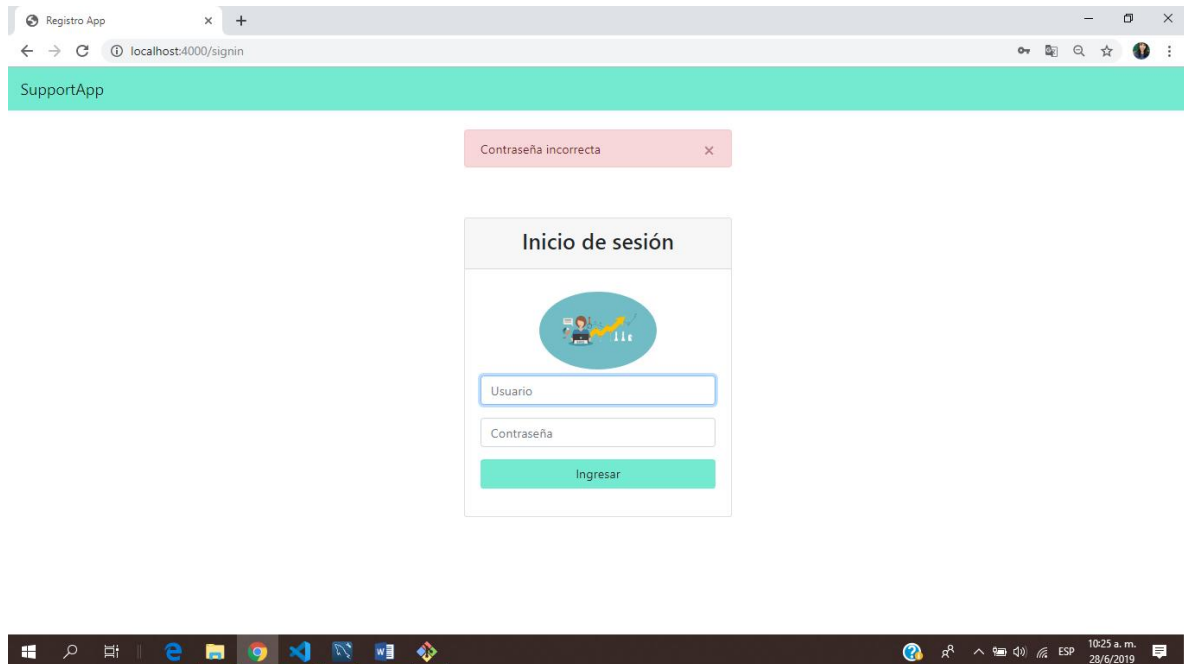 Registro App
localhost:4000/signin
SupportApp
Contraseña incorrecta
Inicio de sesión
Usuario
Contraseña
Ingresar
ESP
10:25 a. m.
28/6/2019